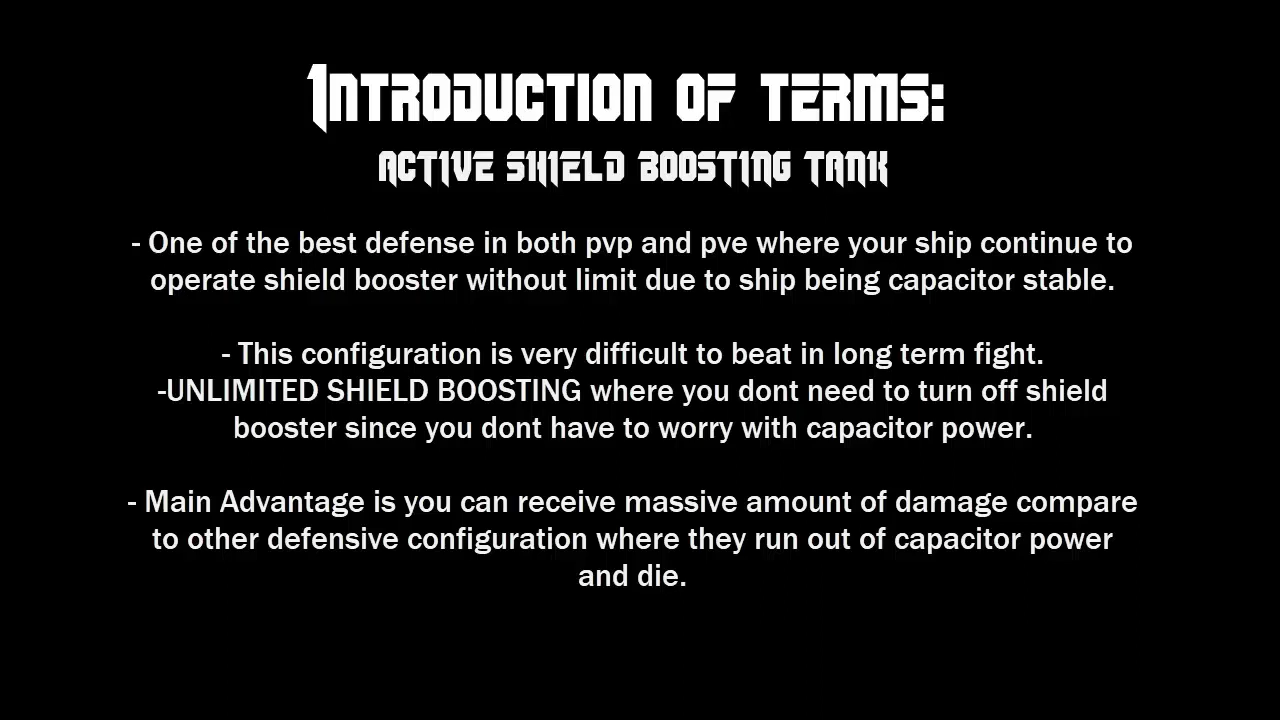 Introduction of terms:
active shield boosting tank
- One of the best defense in both pvp and pve where your ship continue to
operate shield booster without limit due to ship being capacitor stable.
- This configuration is very difficult to beat in long term fight.
-UNLIMITED SHIELD BOOSTING where you dont need to turn off shield
booster since you dont have to worry with capacitor power.
- Main Advantage is you can receive massive amount of damage compare
to other defensive configuration where they run out of capacitor power
and die.